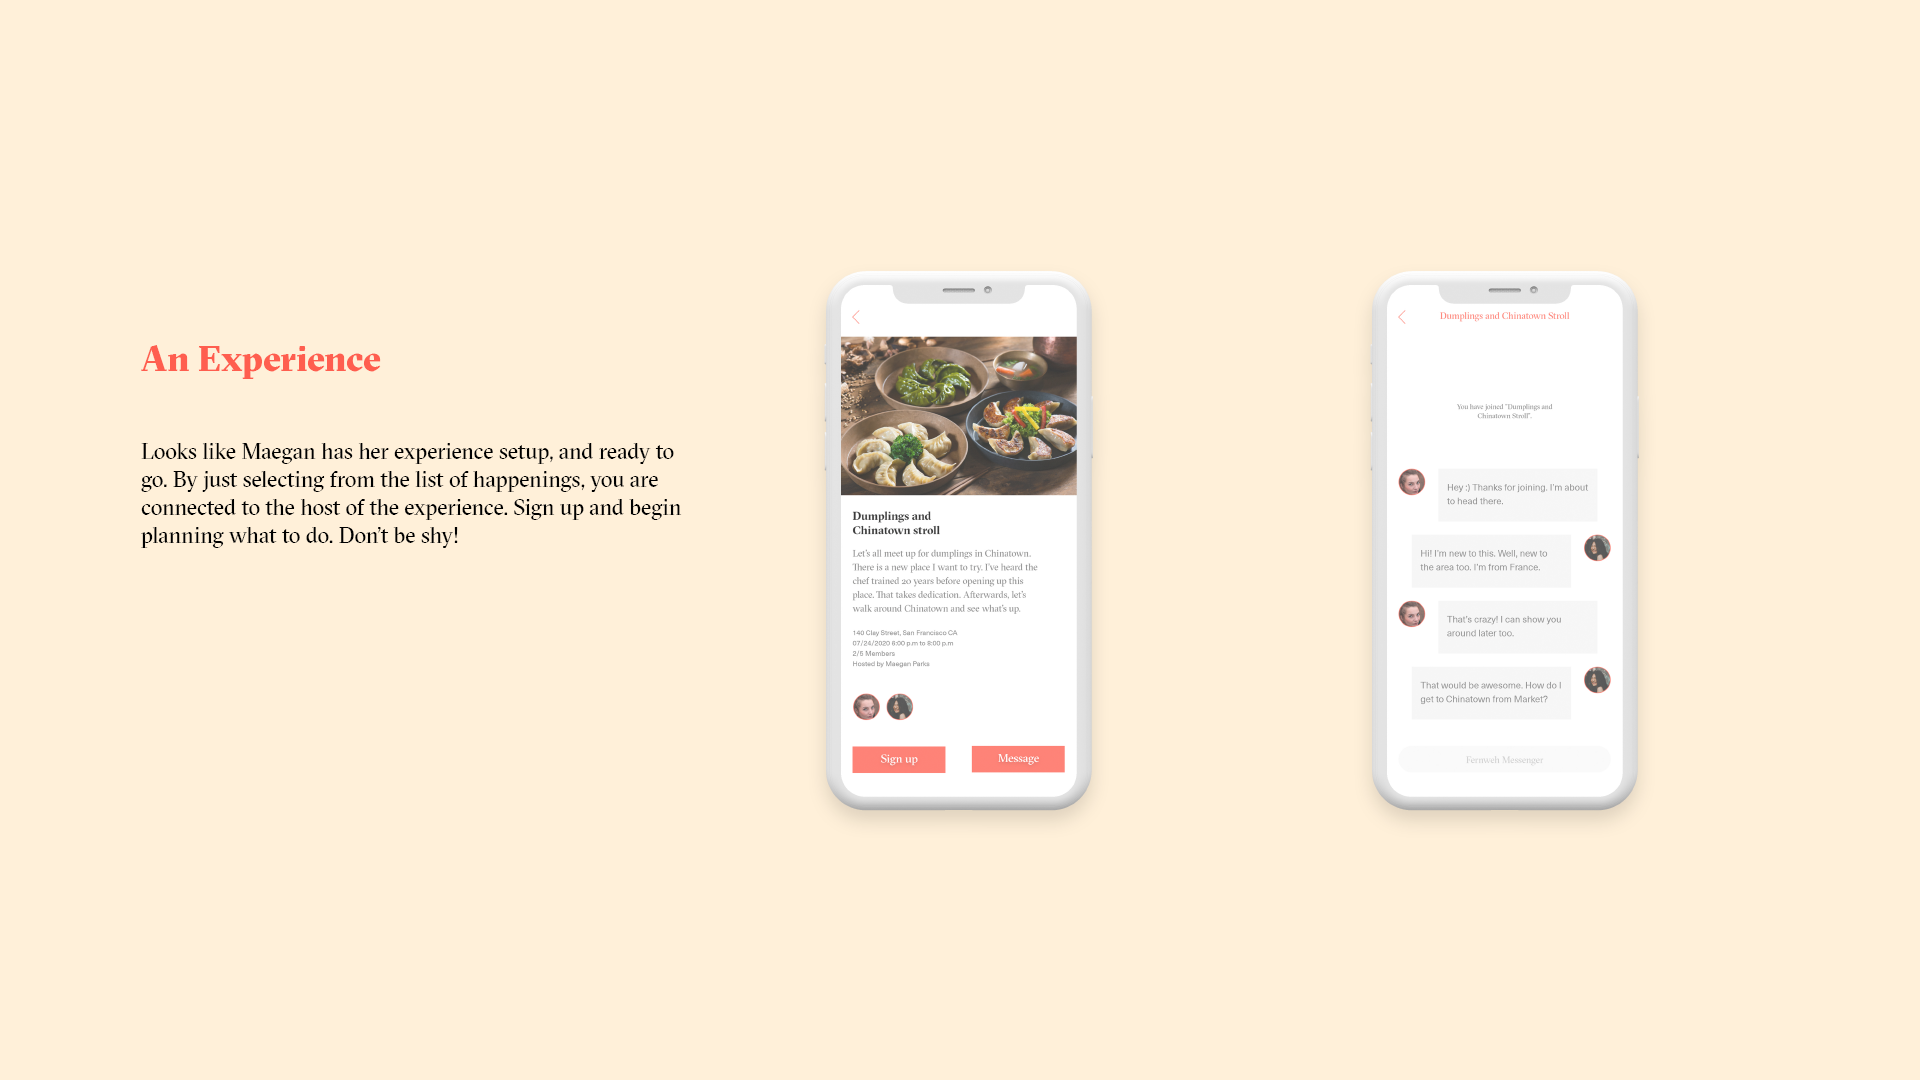 An Experience
Looks like Maegan has her experience setup, and ready to
go. By just selecting from the list of happenings, you are
connected to the host of the experience. Sign up and begin
planning what to do. Don't be shy!
Dumplings and
Chinatown stroll
Let's all meet up for dumplings in Chinatown.
There is a new place I want to try. I've heard the
chef trained 20 years before opening up this
place. That takes dedication. Afterwards, let's
walk around Chinatown and see what's up.
140 Clay Street, San Francisco CA
07/24/2020 6:00 p.m to 8:00 p.m
2/5 Members
Hosted by Maegan Parks
Sign up
Message
Dumplings and Chinatown Stroll
You have joined "Dumplings and
Chinatown Stroll".
Hey :) Thanks for joining. I'm about
to head there.
Hi! I'm new to this. Well, new to
the area too. I'm from France.
That's crazy! I can show you
around later too.
That would be awesome. How do I
get to Chinatown from Market?
Fernweh Messenger